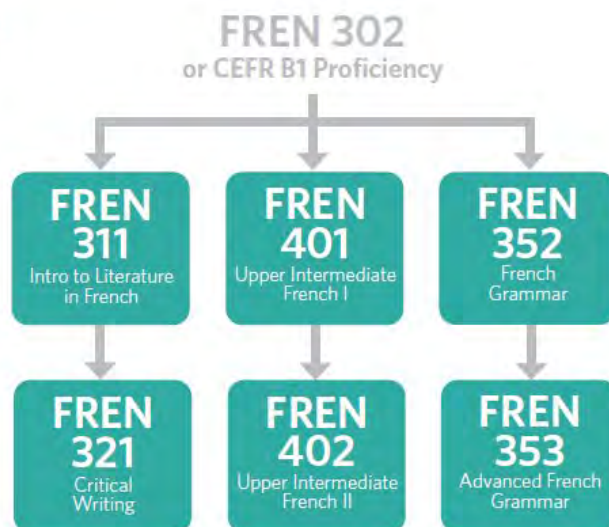 FREN 302
or CEFR B1 Proficiency
FREN
311
Intro to Literature
in French
FREN
401
Upper Intermediate
French I
FREN
352
French
Grammar
FREN
321
Critical
Writing
FREN
402
Upper Intermediate
French II
FREN
353
Advanced French
Grammar